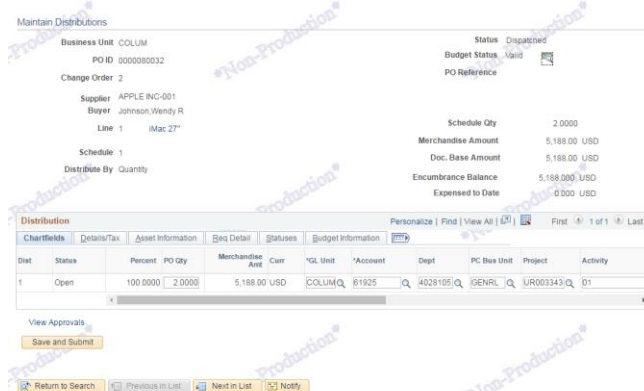 Maintain Distributions
Business Unit COLUM
Status Dispatched
PO ID 0000080032
Budget Status Valid
Change Order 2
PO Reference
Supplier APPLE INC-001
Buyer Johnson,Wendy R
Line 1 iMac 27"
Schedule Qty 2.0000
Merchandise Amount 5,188.00 USD
Schedule 1
Doc. Base Amount 5,188.00 USD
Distribute By Quantity
Encumbrance Balance 5,188.000 USD
Expensed to Date 0.000 USD
Distribution Personalize | Find | View All | First 1 of 1 Last
Chartfields Details/Tax Asset Information Req Detail Statuses Budget Information
Dist Status Percent PO Qty Merchandise Amt Curr *GL Unit *Account Dept PC Bus Unit Project Activity
1 Open 100.0000 2.0000 5,188.00 USD COLUM 61925 4028105 GENRL UR003343 01
View Approvals
Save and Submit
Return to Search Previous in List Next in List Notify
*Non-Production*